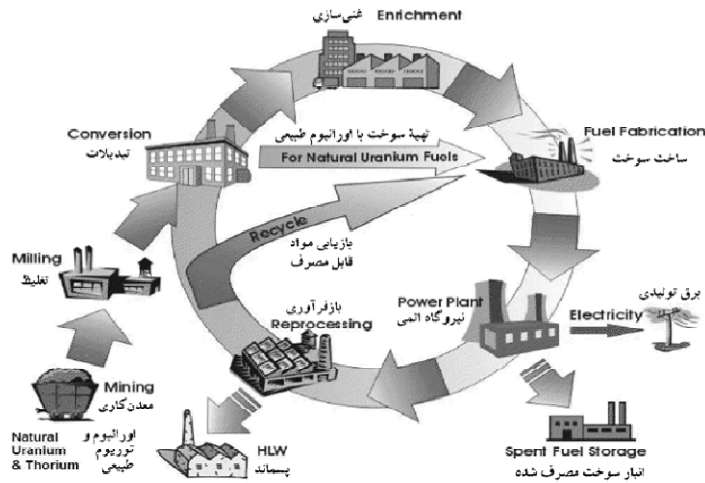 غنی‌سازی Enrichment
Conversion
تبدیلات
تهیهٔ سوخت با اورانیوم طبیعی
For Natural Uranium Fuels
Fuel Fabrication
ساخت سوخت
Recycle
بازیابی مواد
قابل مصرف
Milling
تغلیظ
بازفرآوری
Reprocessing
Power Plant
نیروگاه اتمی
Electricity
برق تولیدی
Mining
معدن‌کاری
Natural
Uranium
& Thorium
اورانیوم و
توریوم
طبیعی
HLW
پسماند
Spent Fuel Storage
انبار سوخت مصرف شده